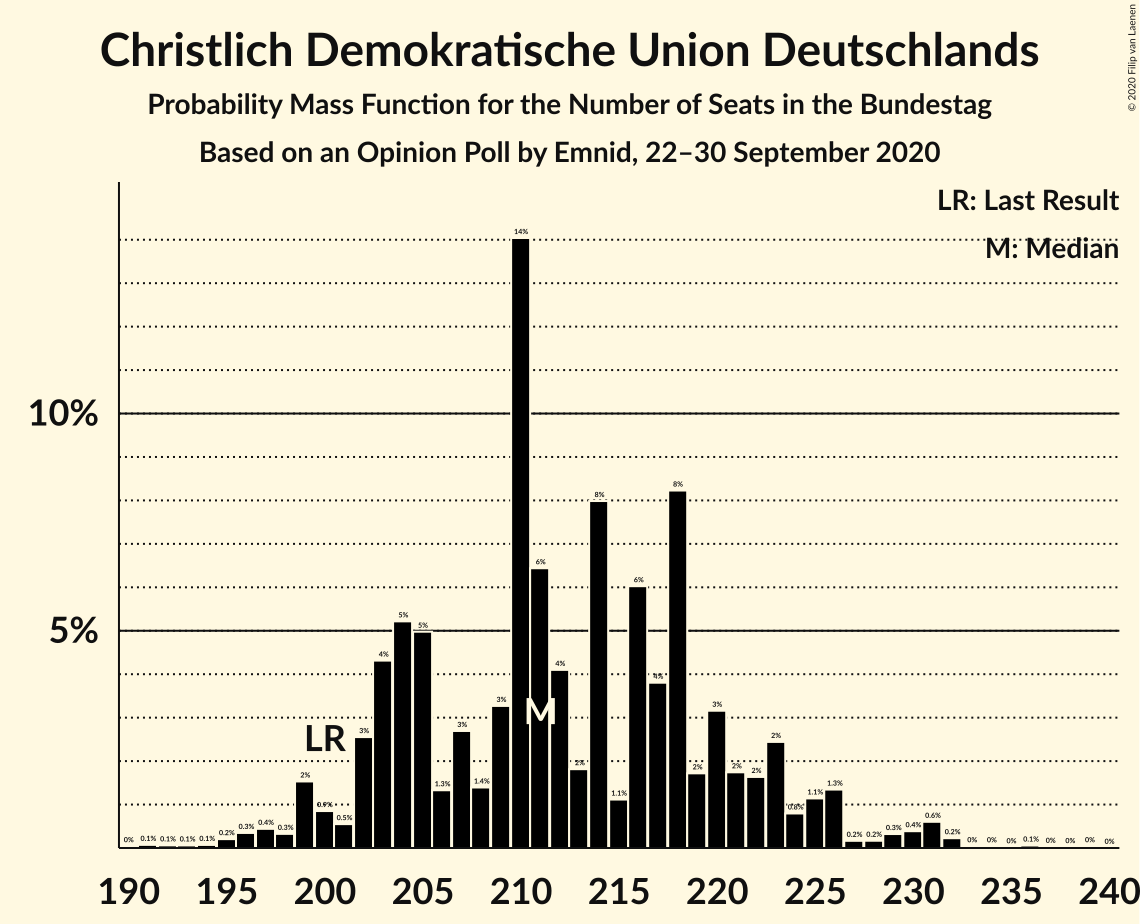 Christlich Demokratische Union Deutschlands
Probability Mass Function for the Number of Seats in the Bundestag
Based on an Opinion Poll by Emnid, 22–30 September 2020
© 2020 Filip van Laenen
LR: Last Result
M: Median
10%
5%
LR
M
0% 0.1% 0.1% 0.1% 0.1% 0.2% 0.3% 0.4% 0.3% 2% 0.9% 0.5% 3% 4% 5% 5% 1.3% 3% 1.4% 3% 14% 6% 4% 2% 8% 1.1% 6% 4% 8% 2% 3% 2% 2% 2% 0.8% 1.1% 1.3% 0.2% 0.2% 0.3% 0.4% 0.6% 0.2% 0% 0% 0% 0.1% 0% 0% 0% 0%
190 195 200 205 210 215 220 225 230 235 240